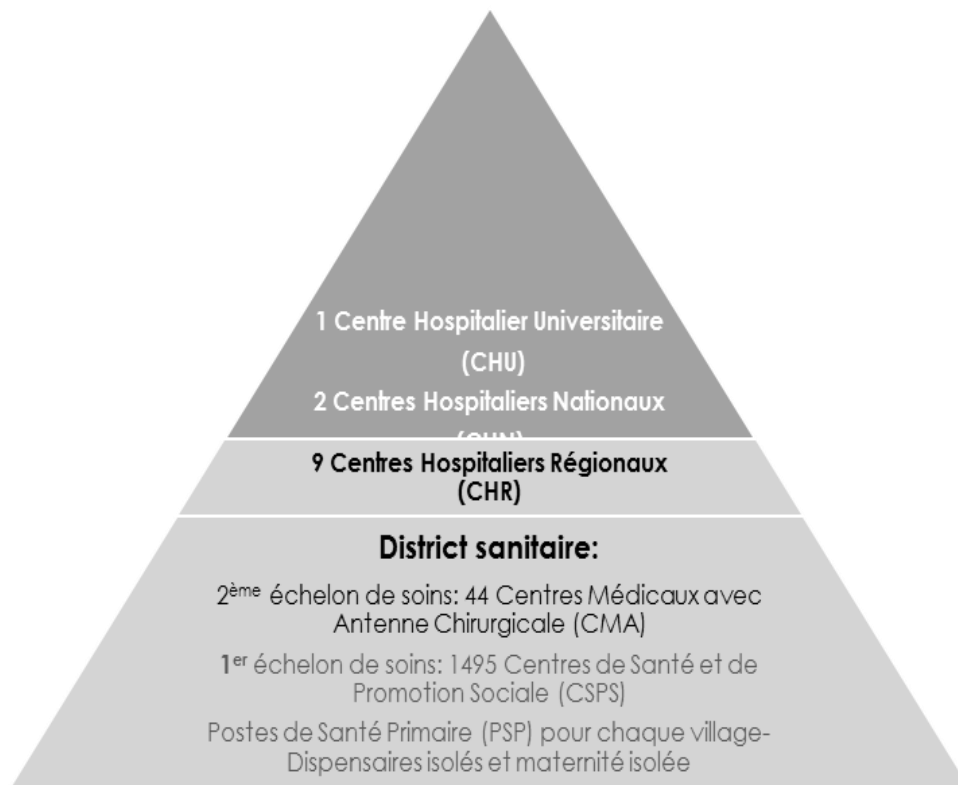 1 Centre Hospitalier Universitaire
(CHU)
2 Centres Hospitaliers Nationaux
9 Centres Hospitaliers Régionaux
(CHR)
District sanitaire:
2ème échelon de soins: 44 Centres Médicaux avec
Antenne Chirurgicale (CMA)
1er échelon de soins: 1495 Centres de Santé et de
Promotion Sociale (CSPS)
Postes de Santé Primaire (PSP) pour chaque village-
Dispensaires isolés et maternité isolée